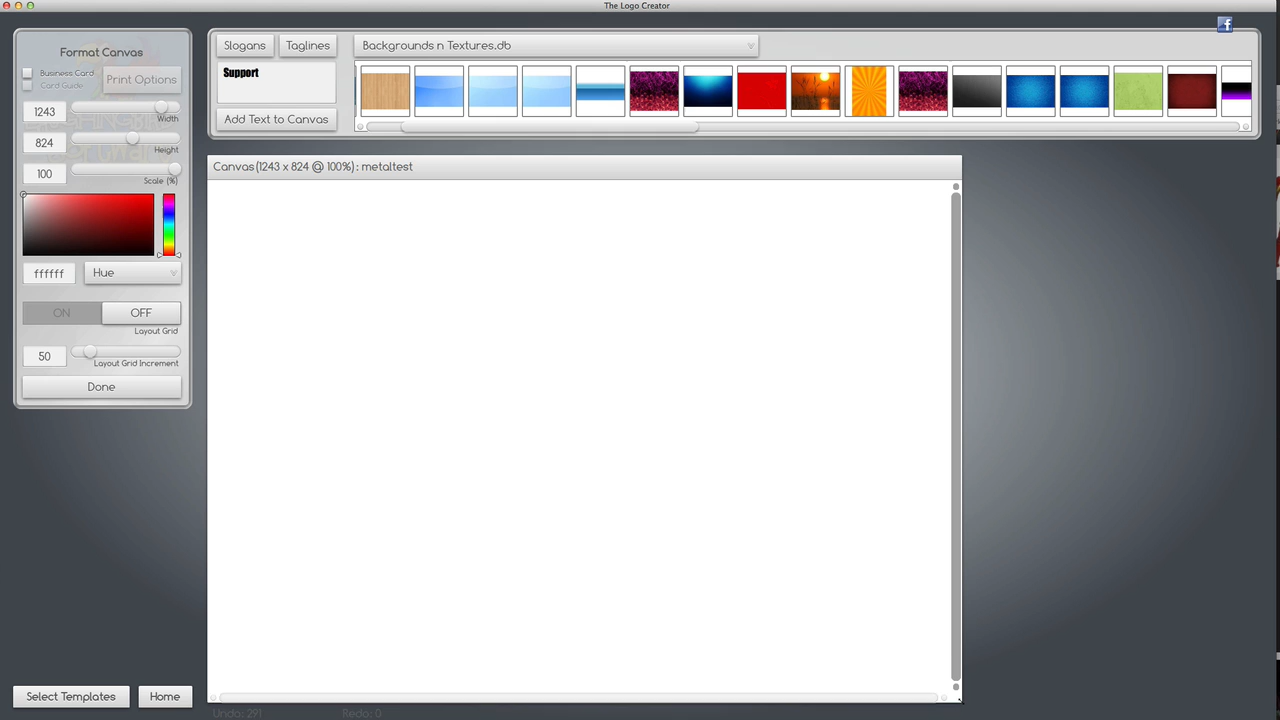 The Logo Creator
f
Format Canvas
Business Card
Card Guide
Print Options
1243
Width
824
Height
100
Scale (%)
ffffff
Hue
ON
OFF
Layout Grid
50
Layout Grid Increment
Done
Slogans
Taglines
Backgrounds n Textures.db
Support
Add Text to Canvas
Canvas(1243 x 824 @ 100%) : metaltest
Select Templates
Home
Undo: 291
Redo: 0